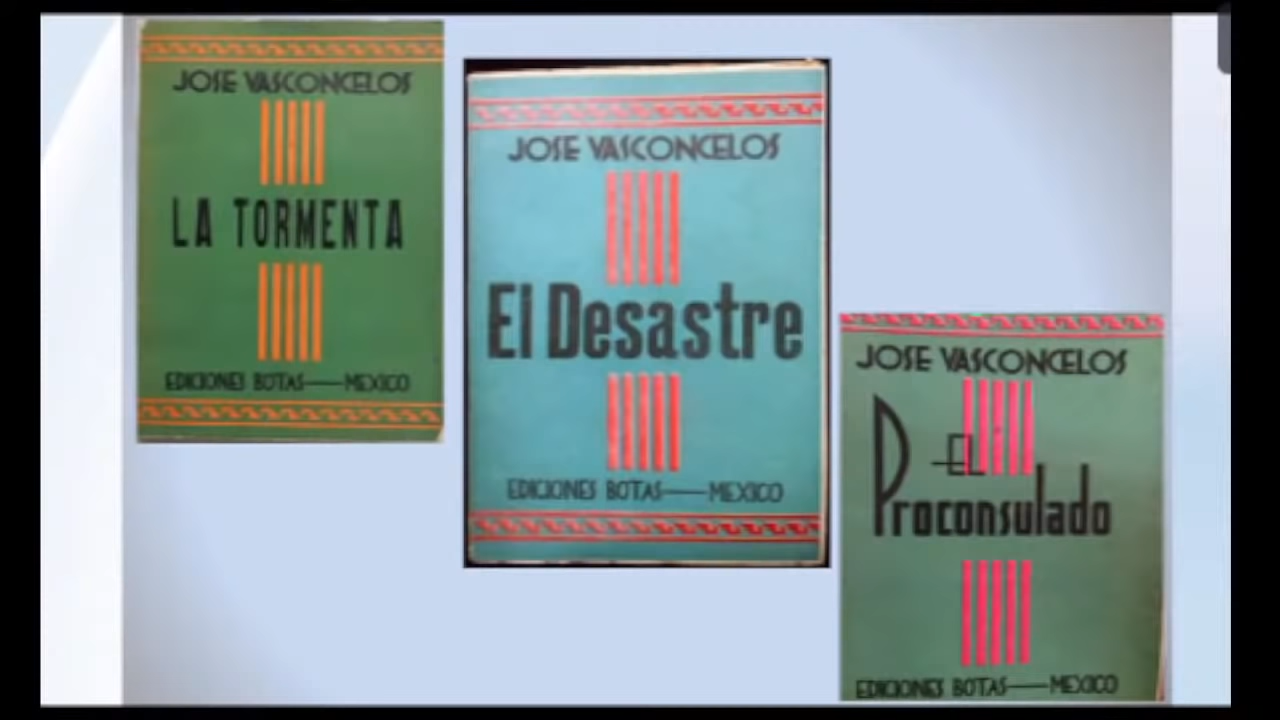 JOSE VASCONCELOS
LA TORMENTA
EDICIONES BOTAS—MEXICO
JOSE VASCONCELOS
El Desastre
EDICIONES BOTAS—MEXICO
JOSE VASCONCELOS
EL
Proconsulado
EDICIONES BOTAS—MEXICO